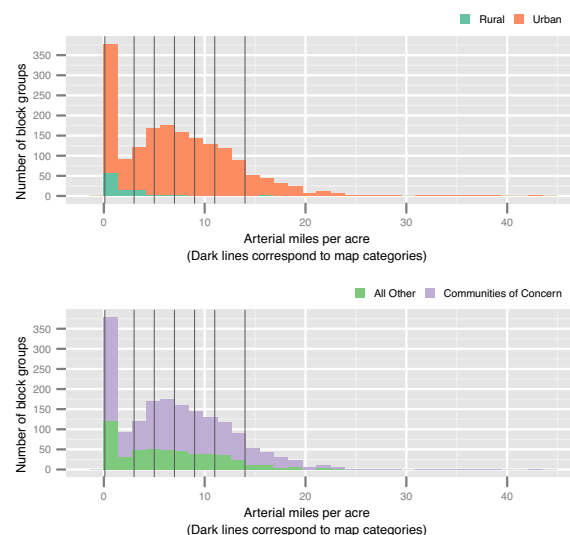 Rural Urban
350
300
250
200
150
100
50
0
Number of block groups
0 10 20 30 40
Arterial miles per acre
(Dark lines correspond to map categories)
All Other Communities of Concern
350
300
250
200
150
100
50
0
Number of block groups
0 10 20 30 40
Arterial miles per acre
(Dark lines correspond to map categories)